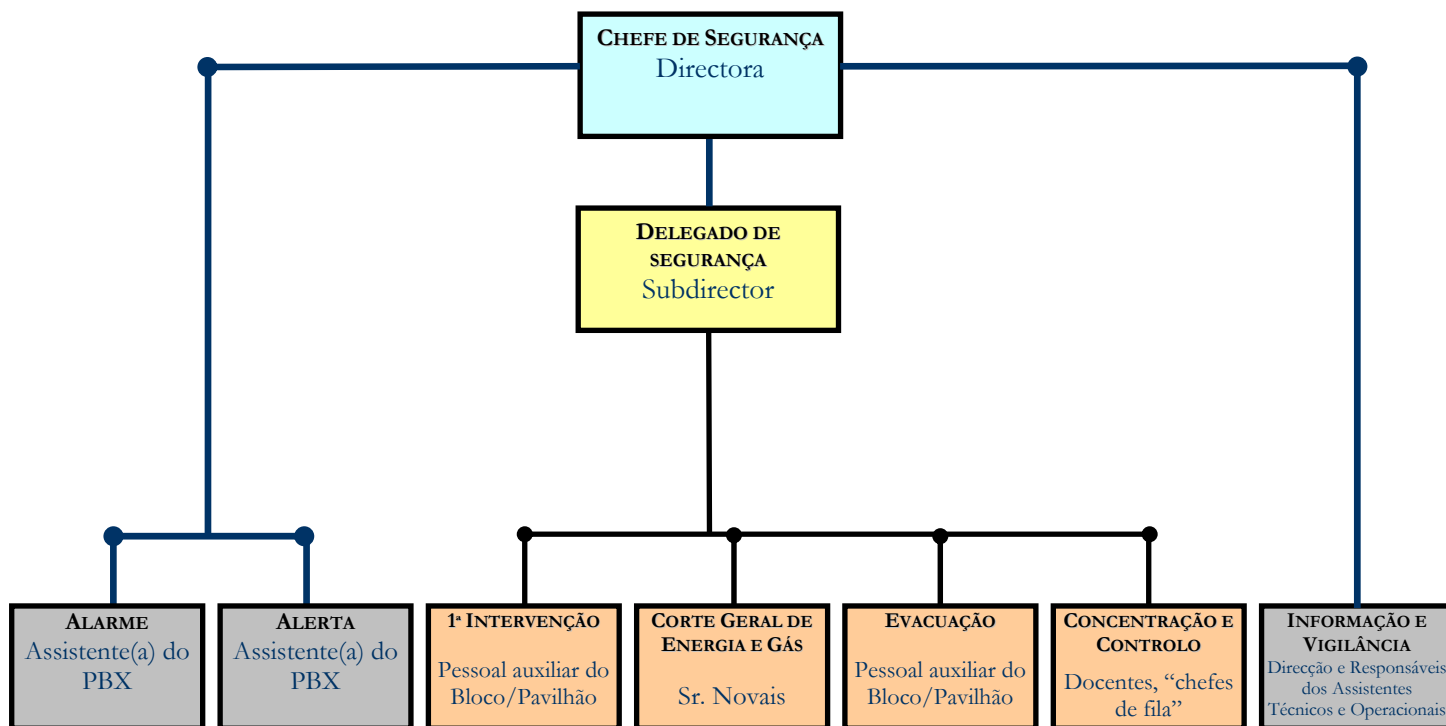 CHEFE DE SEGURANÇA
Directora
DELEGADO DE
SEGURANÇA
Subdirector
ALARME
Assistente(a) do
PBX
ALERTA
Assistente(a) do
PBX
1ª INTERVENÇÃO
Pessoal auxiliar do
Bloco/Pavilhão
CORTE GERAL DE
ENERGIA E GÁS
Sr. Novais
EVACUAÇÃO
Pessoal auxiliar do
Bloco/Pavilhão
CONCENTRAÇÃO E
CONTROLO
Docentes, “chefes
de fila”
INFORMAÇÃO E
VIGILÂNCIA
Direcção e Responsáveis
dos Assistentes
Técnicos e Operacionais